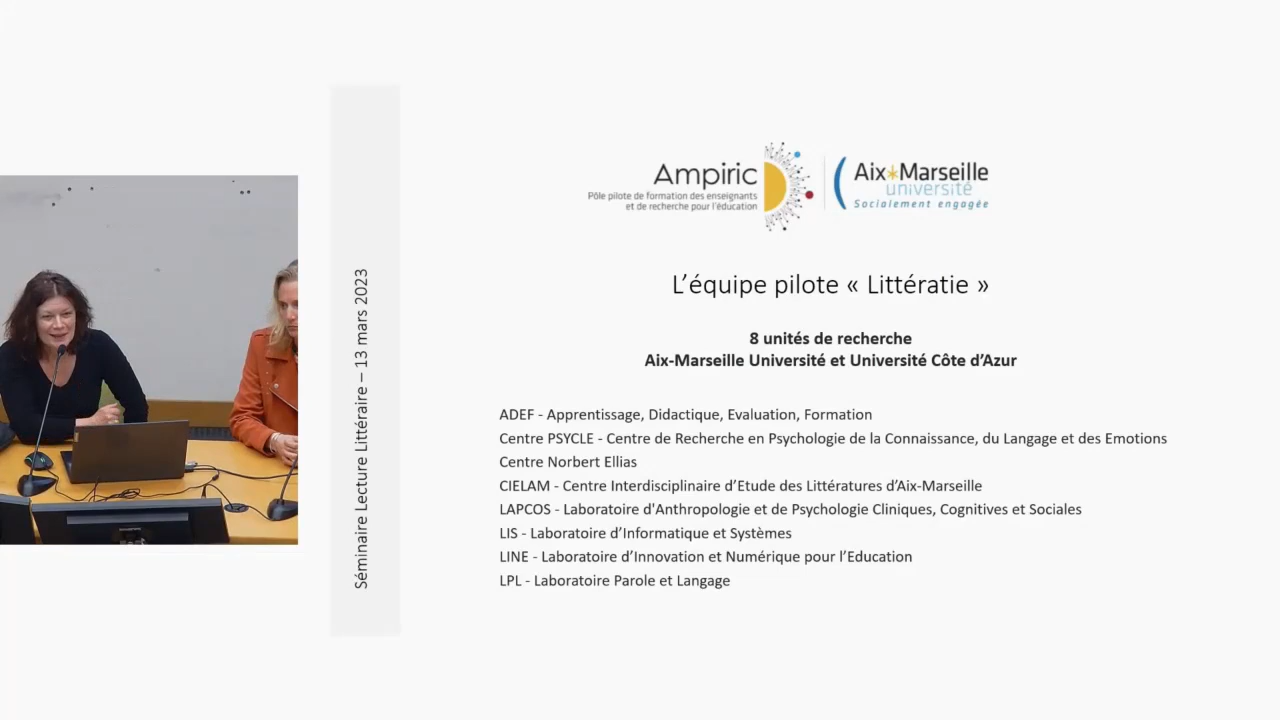 Ampiric
Pôle pilote de formation des enseignants
et de recherche pour l'éducation
Aix*Marseille
université
Socialement engagée
Séminaire Lecture Littéraire – 13 mars 2023
L'équipe pilote « Littératie »
8 unités de recherche
Aix-Marseille Université et Université Côte d'Azur
ADEF - Apprentissage, Didactique, Evaluation, Formation
Centre PSYCLE - Centre de Recherche en Psychologie de la Connaissance, du Langage et des Emotions
Centre Norbert Ellias
CIELAM - Centre Interdisciplinaire d'Etude des Littératures d'Aix-Marseille
LAPCOS - Laboratoire d'Anthropologie et de Psychologie Cliniques, Cognitives et Sociales
LIS - Laboratoire d'Informatique et Systèmes
LINE - Laboratoire d'Innovation et Numérique pour l'Education
LPL - Laboratoire Parole et Langage